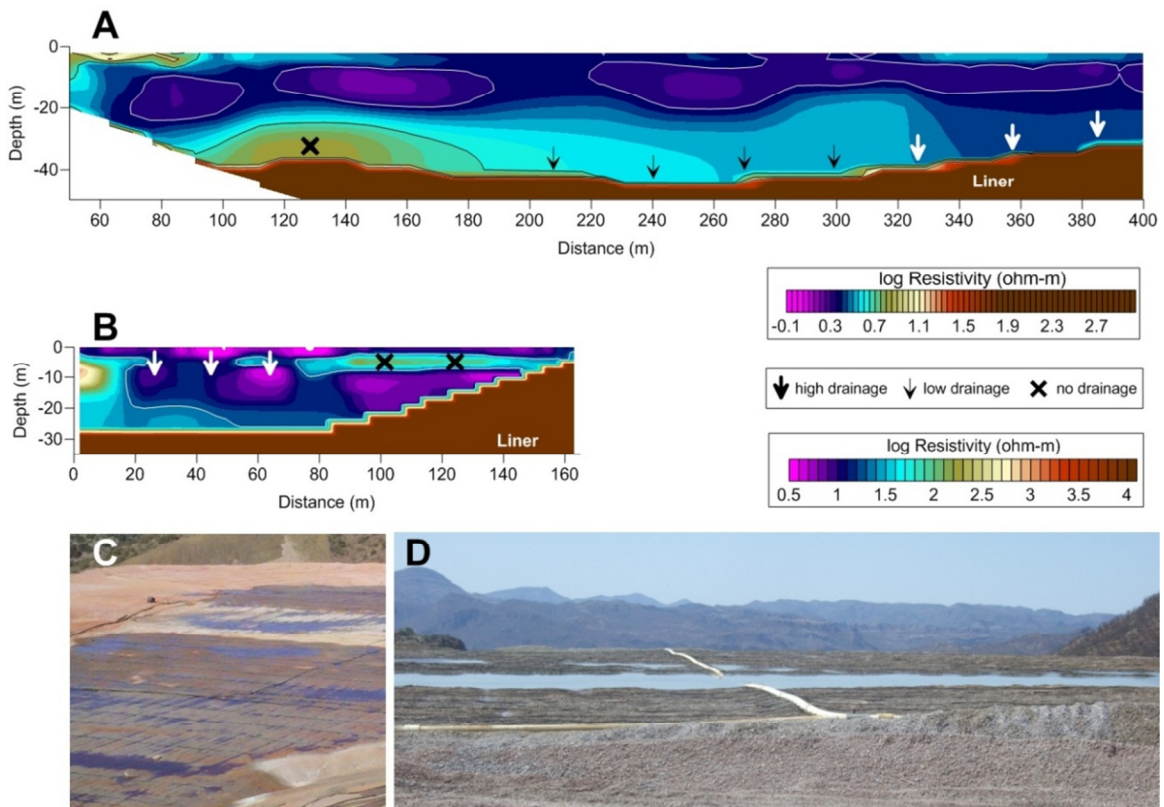 A
0
-20
-40
Depth (m)
Liner
60 80 100 120 140 160 180 200 220 240 260 280 300 320 340 360 380 400
Distance (m)
log Resistivity (ohm-m)
-0.1 0.3 0.7 1.1 1.5 1.9 2.3 2.7
B
0
-10
-20
-30
Depth (m)
Liner
0 20 40 60 80 100 120 140 160
Distance (m)
high drainage low drainage no drainage
log Resistivity (ohm-m)
0.5 1 1.5 2 2.5 3 3.5 4
C
D